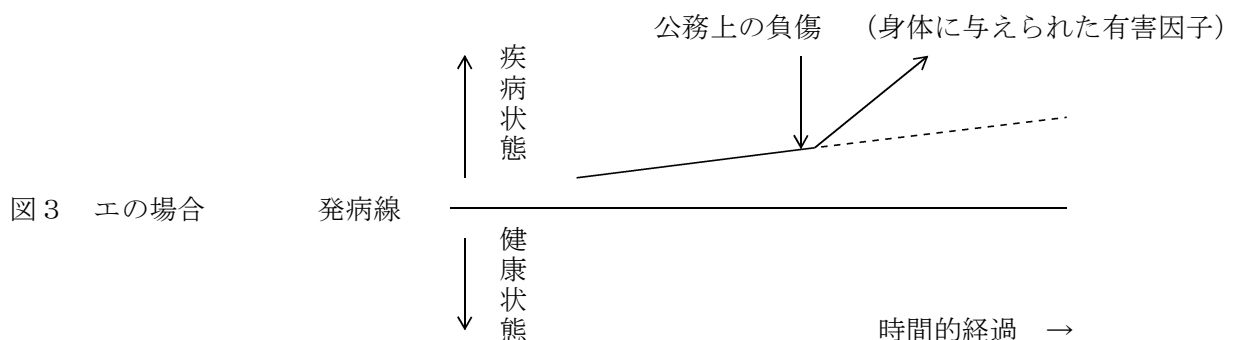 公務上の負傷 (身体に与えられた有害因子)
疾病状態
図3 エの場合 発病線
健康状態
時間的経過 →